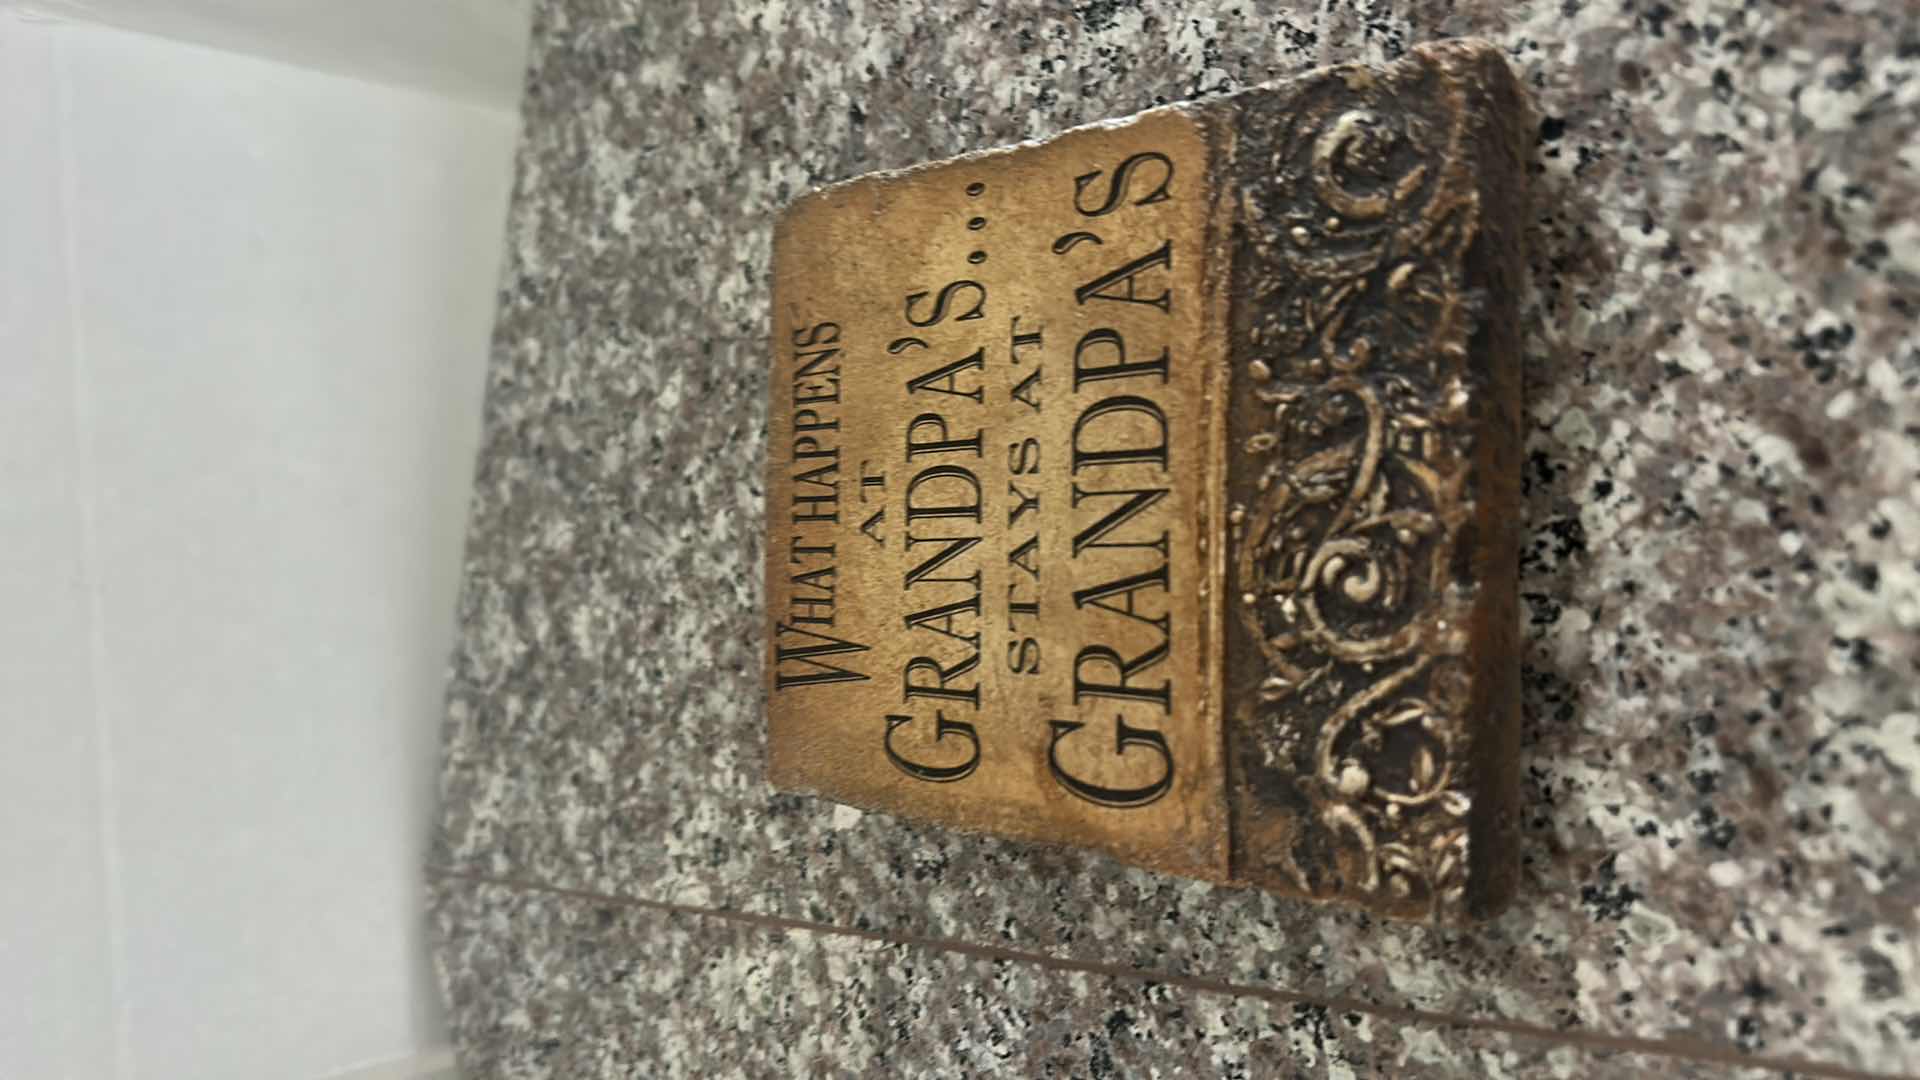 WHAT HAPPENS
AT
GRANDPA'S...
STAYS AT
GRANDPA'S